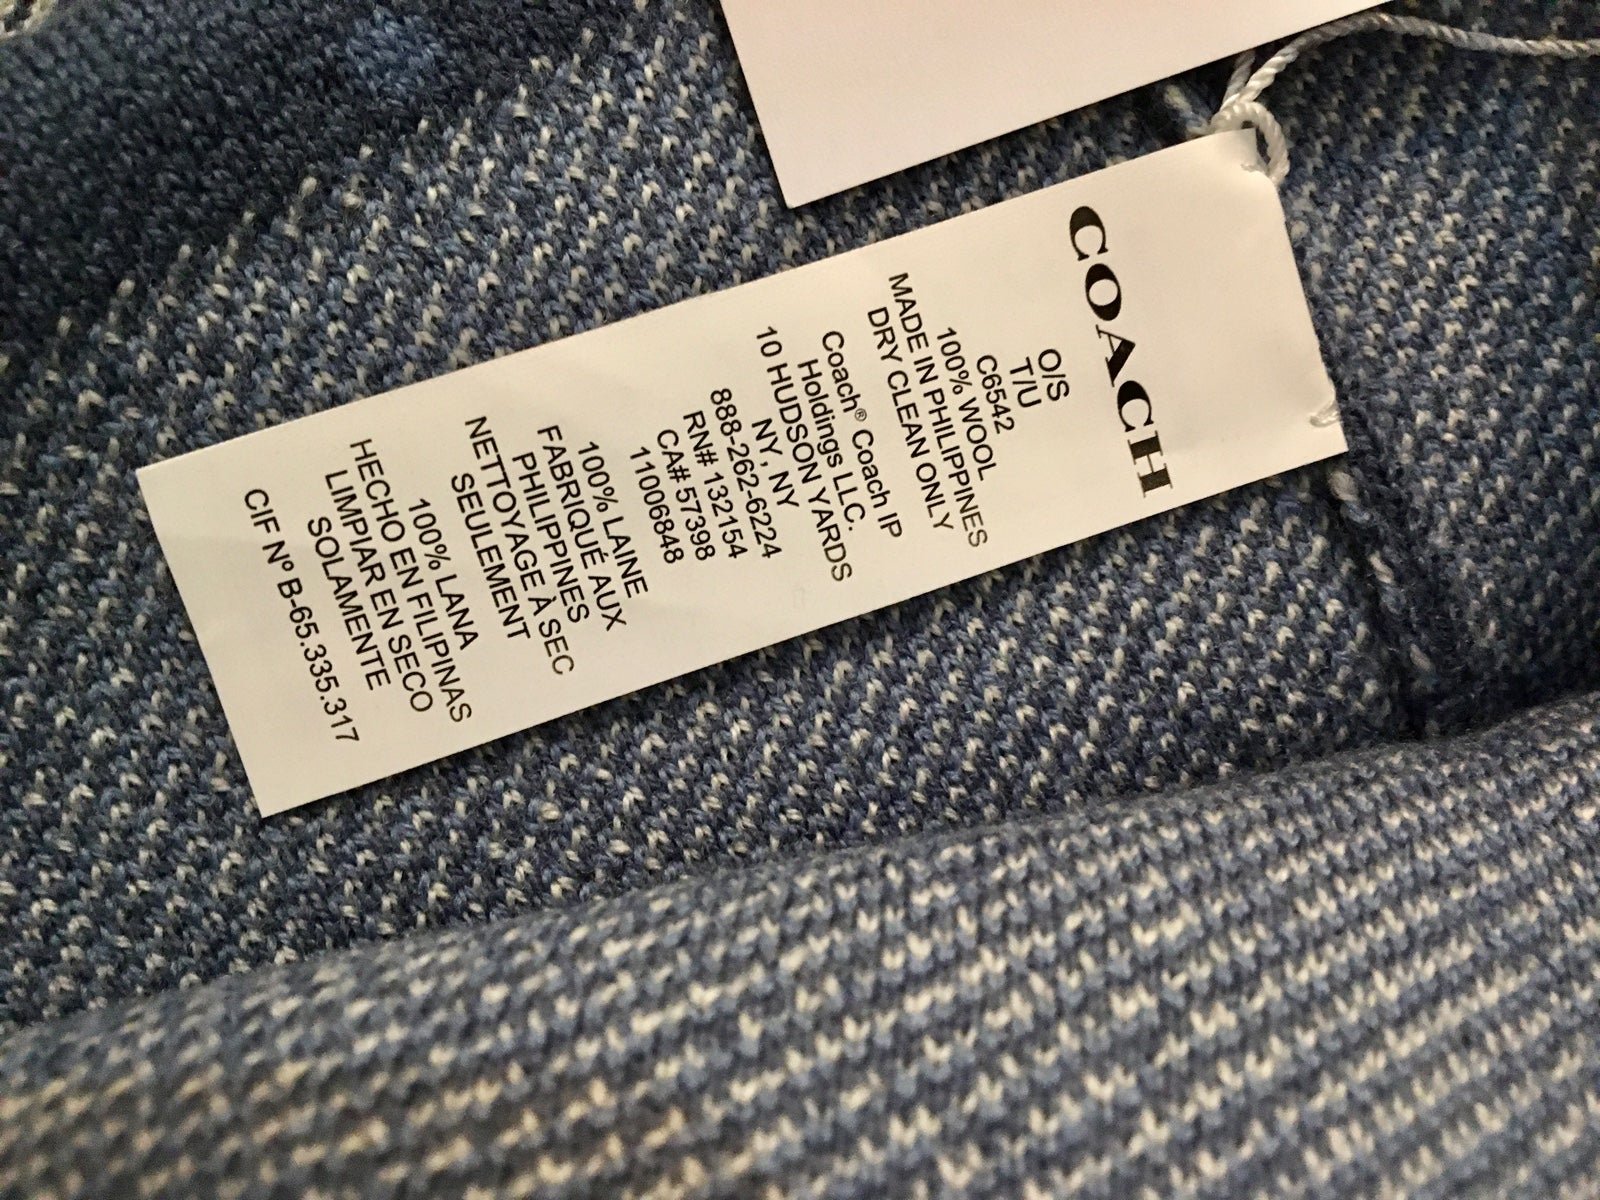 COACH
O/S
T/U
C6542
100% WOOL
MADE IN PHILIPPINES
DRY CLEAN ONLY
Coach® Coach IP
Holdings LLC.
10 HUDSON YARDS
NY, NY
888-262-6224
RN# 132154
CA# 57398
11006848
100% LAINE
FABRIQUÉ AUX
PHILIPPINES
NETTOYAGE À SEC
SEULEMENT
100% LANA
HECHO EN FILIPINAS
LIMPIAR EN SECO
SOLAMENTE
CIF Nº B-65.335.317